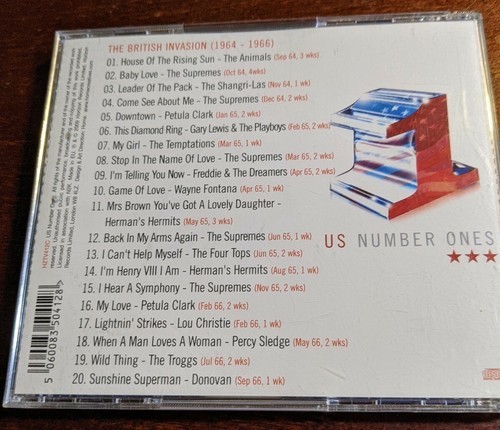 THE BRITISH INVASION (1964 - 1966)
01. House Of The Rising Sun - The Animals (Sep 64, 3 wks)
02. Baby Love - The Supremes (Oct 64, 4wks)
03. Leader Of The Pack - The Shangri-Las (Nov 64, 1 wk)
04. Come See About Me - The Supremes (Dec 64, 2 wks)
05. Downtown - Petula Clark (Jan 65, 2 wks)
06. This Diamond Ring - Gary Lewis & The Playboys (Feb 65, 2 wks)
07. My Girl - The Temptations (Mar 65, 1 wk)
08. Stop In The Name Of Love - The Supremes (Mar 65, 2 wks)
09. I'm Telling You Now - Freddie & The Dreamers (Apr 65, 2 wks)
10. Game Of Love - Wayne Fontana (Apr 65, 1 wk)
11. Mrs Brown You've Got A Lovely Daughter -
Herman's Hermits (May 65, 3 wks)
12. Back In My Arms Again - The Supremes (Jun 65, 1 wk)
13. I Can't Help Myself - The Four Tops (Jun 65, 2 wks)
14. I'm Henry VIII I Am - Herman's Hermits (Aug 65, 1 wk)
15. I Hear A Symphony - The Supremes (Nov 65, 2 wks)
16. My Love - Petula Clark (Feb 66, 2 wks)
17. Lightnin' Strikes - Lou Christie (Feb 66, 1 wk)
18. When A Man Loves A Woman - Percy Sledge (May 66, 2 wks)
19. Wild Thing - The Troggs (Jul 66, 2 wks)
20. Sunshine Superman - Donovan (Sep 66, 1 wk)
US NUMBER ONES
5 060083 504128